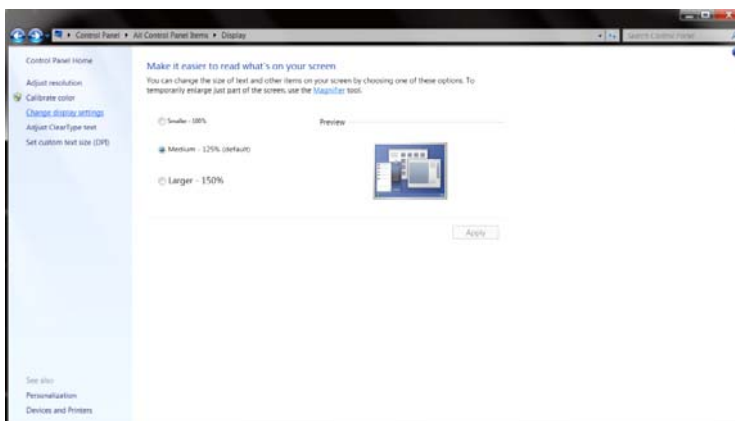 Control Panel ▸ All Control Panel Items ▸ Display
Search Control Panel
Control Panel Home
Adjust resolution
Calibrate color
Change display settings
Adjust ClearType text
Set custom text size (DPI)
Make it easier to read what's on your screen
You can change the size of text and other items on your screen by choosing one of these options. To
temporarily enlarge just part of the screen, use the Magnifier tool.
Smaller - 100%
Preview
Medium - 125% (default)
Larger - 150%
Apply
See also
Personalization
Devices and Printers